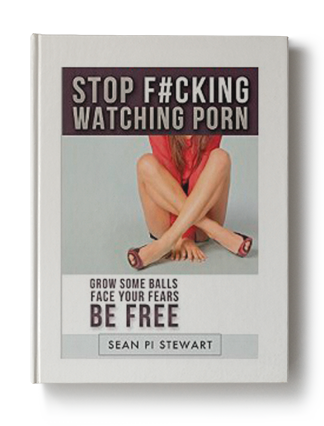 STOP F#CKING
WATCHING PORN
GROW SOME BALLS
FACE YOUR FEARS
BE FREE
SEAN PI STEWART